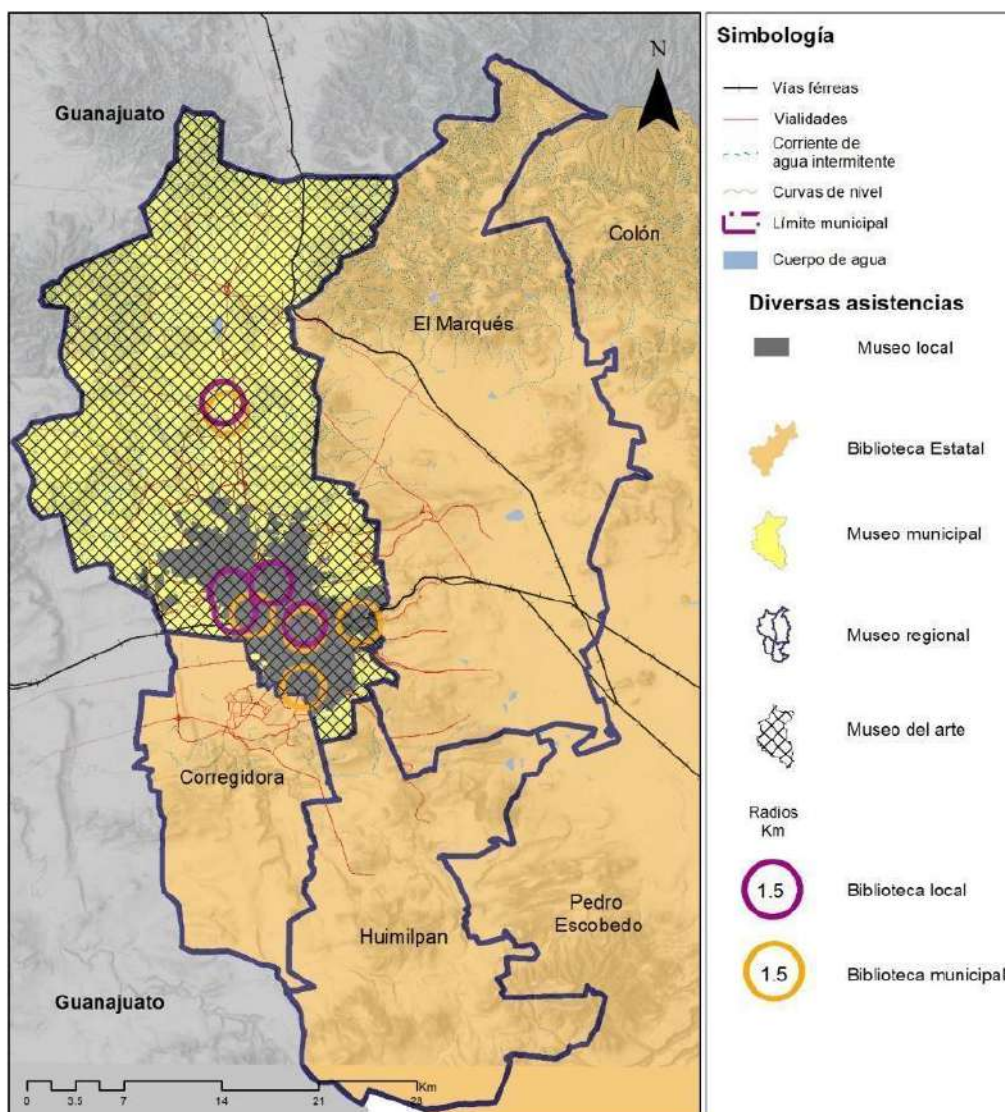 Guanajuato
N
Colón
El Marqués
Corregidora
Huimilpan
Pedro
Escobedo
Guanajuato
Km
0 3.5 7 14 21 28
Simbología
Vías férreas
Vialidades
Corriente de
agua intermitente
Curvas de nivel
Límite municipal
Cuerpo de agua
Diversas asistencias
Museo local
Biblioteca Estatal
Museo municipal
Museo regional
Museo del arte
Radios
Km
1.5 Biblioteca local
1.5 Biblioteca municipal